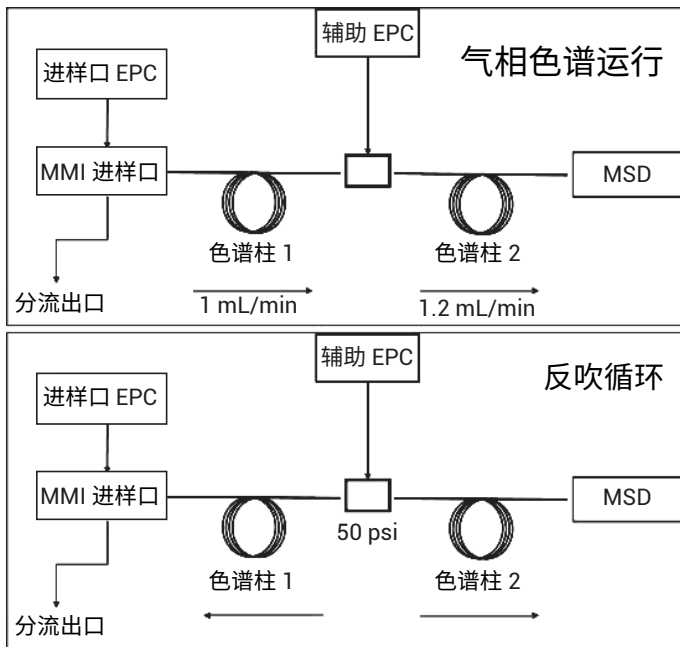 辅助 EPC
气相色谱运行
进样口 EPC
MMI 进样口
MSD
色谱柱 1
色谱柱 2
分流出口
1 mL/min
1.2 mL/min
辅助 EPC
反吹循环
进样口 EPC
MMI 进样口
MSD
50 psi
色谱柱 1
色谱柱 2
分流出口